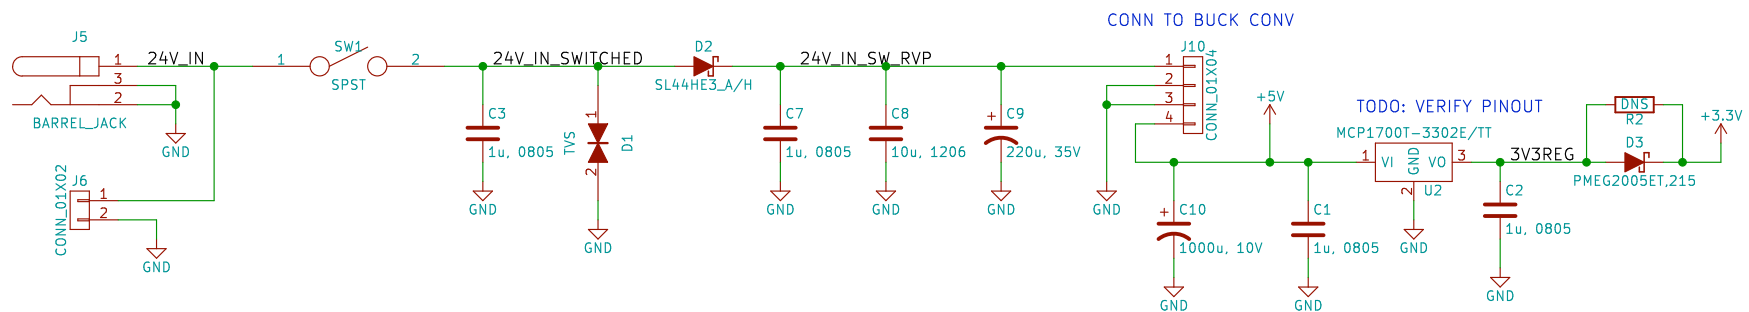 CONN TO BUCK CONV
J5
1
24V_IN
3
2
BARREL_JACK
GND
J6
CONN_01X02
1
2
GND
SW1
1
2
SPST
24V_IN_SWITCHED
C3
1u, 0805
GND
TVS
1
2
D1
GND
D2
SL44HE3_A/H
24V_IN_SW_RVP
C7
1u, 0805
GND
C8
10u, 1206
GND
+
C9
220u, 35V
GND
J10
CONN_01X04
1
2
3
4
GND
+
C10
1000u, 10V
GND
+5V
C1
1u, 0805
GND
TODO: VERIFY PINOUT
MCP1700T-3302E/TT
1
VI
GND
VO
3
2
U2
GND
3V3REG
C2
1u, 0805
GND
DNS
R2
D3
PMEG2005ET,215
+3.3V